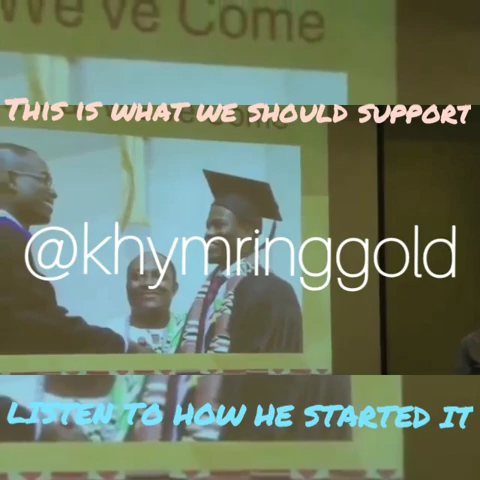 We've Come
THIS IS WHAT WE SHOULD SUPPORT
@khymringgold
LISTEN TO HOW HE STARTED IT